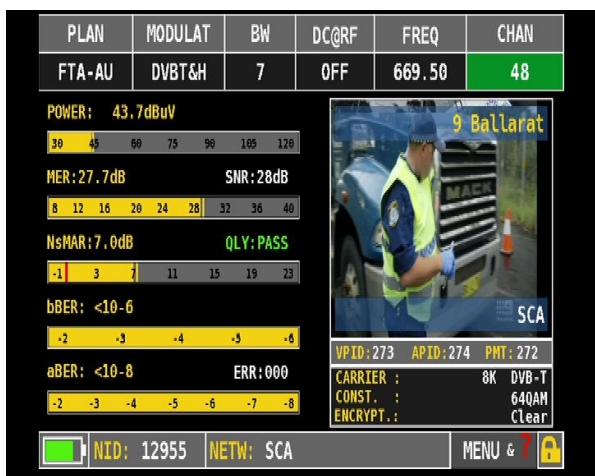 PLAN MODULAT BW DC@RF FREQ CHAN
FTA-AU DVBT&H 7 OFF 669.50 48
POWER: 43.7dBuV
30 45 60 75 90 105 120
9 Ballarat
MER:27.7dB SNR:28dB
8 12 16 20 24 28 32 36 40
MACK
NsMAR:7.0dB QLY:PASS
-1 3 7 11 15 19 23
bBER: <10-6
SCA
-2 -3 -4 -5 -6
VPID:273 APID:274 PMT:272
aBER: <10-8 ERR:000
-2 -3 -4 -5 -6 -7 -8
CARRIER : 8K DVB-T
CONST. : 64QAM
ENCRYPT.: Clear
NID: 12955 NETW: SCA MENU & ?